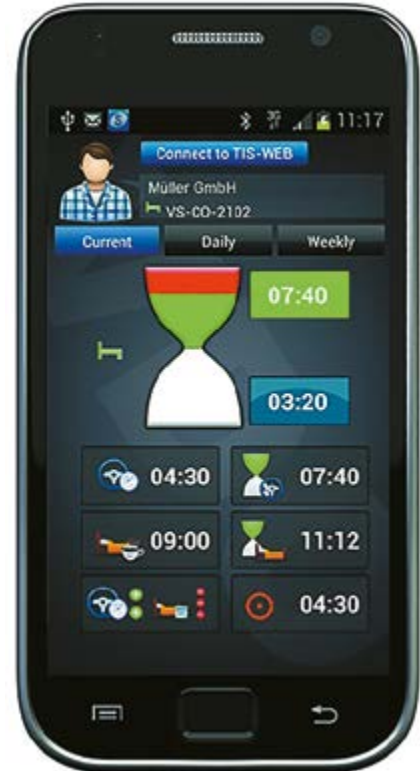 3G 11:17
Connect to TIS-WEB
Müller GmbH
VS-CO-2102
Current Daily Weekly
07:40
03:20
04:30 07:40
09:00 11:12
04:30